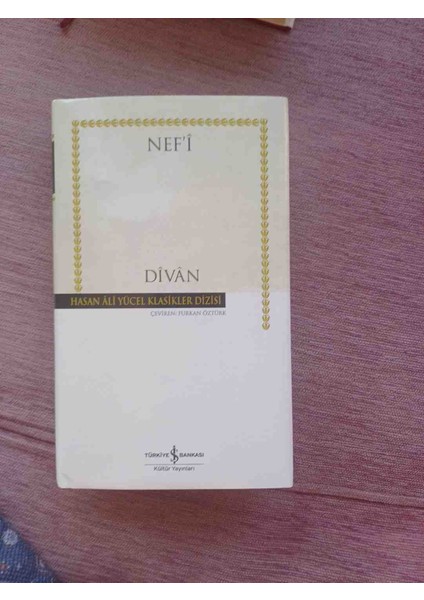 NEF'Î
DÎVÂN
HASAN ÂLİ YÜCEL KLASİKLER DİZİSİ
ÇEVİREN: FURKAN ÖZTÜRK
TÜRKİYE İŞ BANKASI
Kültür Yayınları